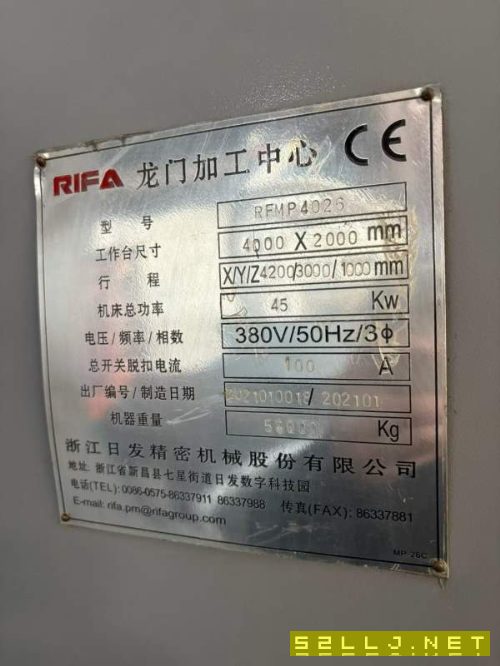 RIFA 龙门加工中心 CE
型号 RFMP4026
工作台尺寸 4000 X 2000 mm
行程 X/Y/Z 4200/3000/1000 mm
机床总功率 45 Kw
电压/频率/相数 380V/50Hz/3ф
总开关脱扣电流 100 A
出厂编号/制造日期 / 202101
机器重量 Kg
浙江日发精密机械股份有限公司
地址:浙江省新昌县七星街道日发数字科技园
电话(TEL): 0086-0575-86337911 86337988 传真(FAX): 86337881
E-mail: rifa.pm@rifagroup.com
MP-26C
52LLJ.NET